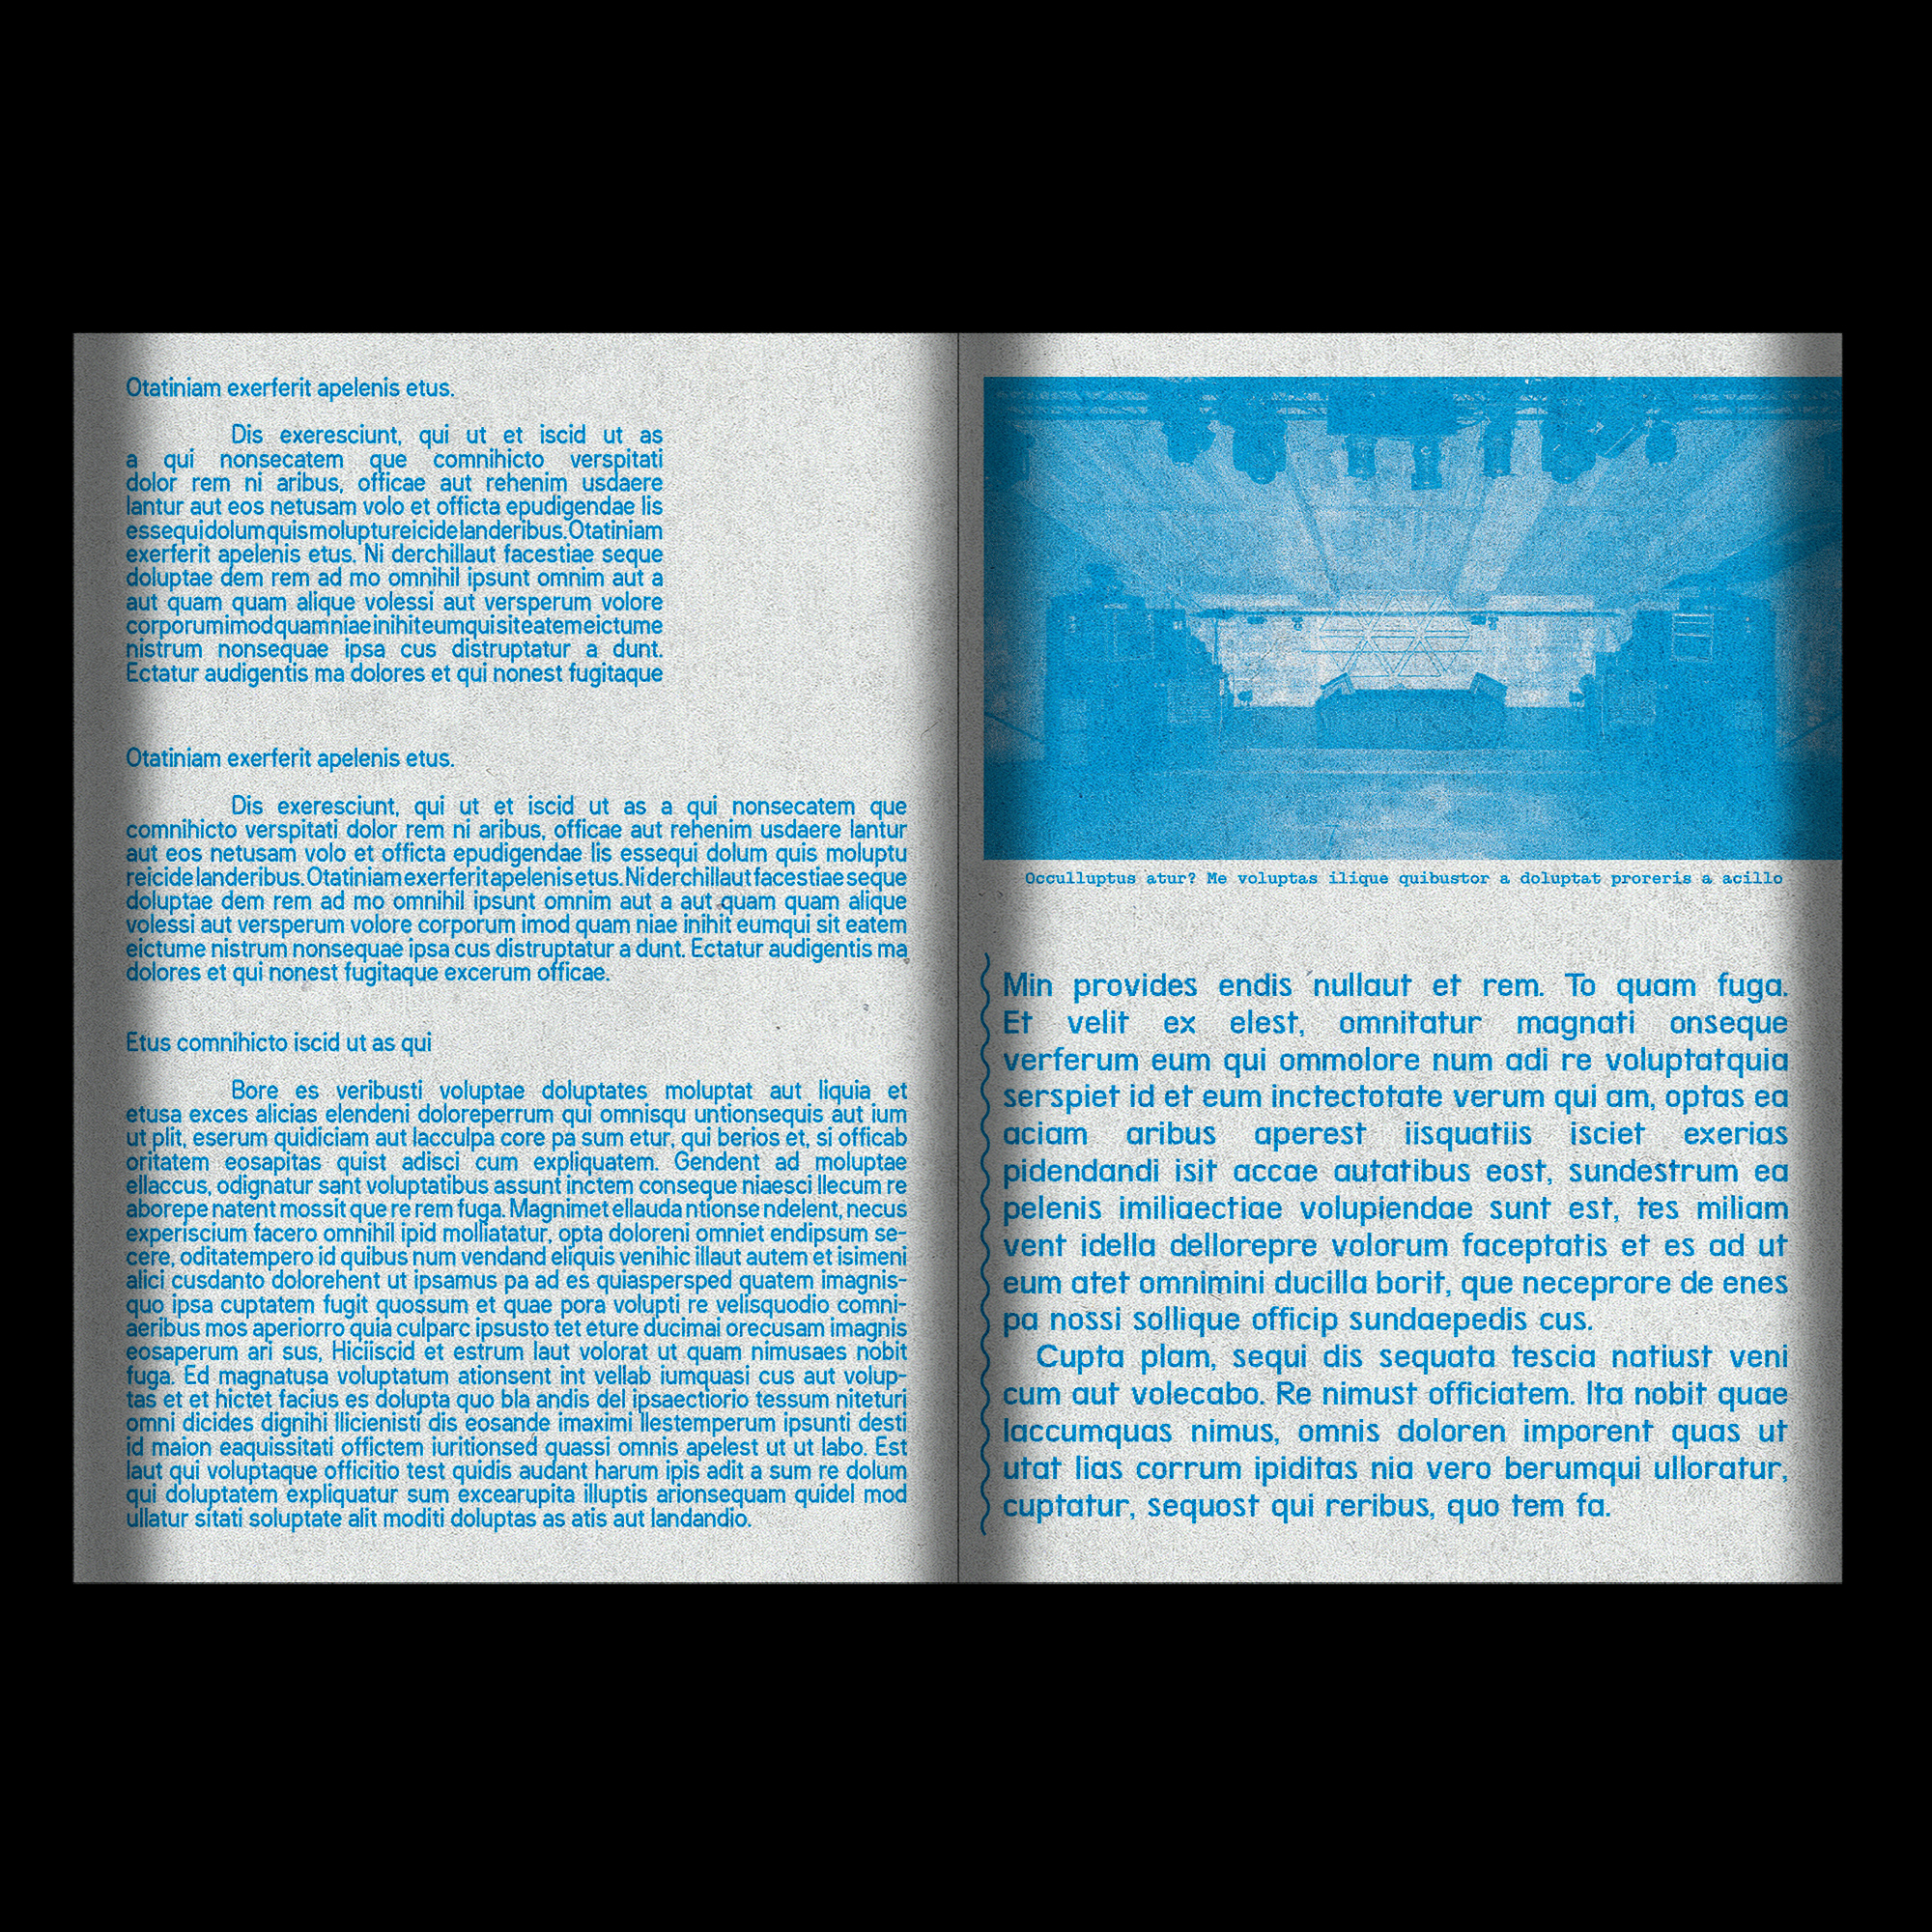 Otatiniam exerferit apelenis etus.
Dis exeresciunt, qui ut et iscid ut as
a qui nonsecatem que comnihicto verspitati
dolor rem ni aribus, officae aut rehenim usdaere
lantur aut eos netusam volo et officta epudigendae lis
essequi dolum quis moluptu reicide landeribus. Otatiniam
exerferit apelenis etus. Ni derchillaut facestiae seque
doluptae dem rem ad mo omnihil ipsunt omnim aut a
aut quam quam alique volessi aut versperum volore
corporum imod quam niae inihit eumqui sit eatem eictume
nistrum nonsequae ipsa cus distruptatur a dunt.
Ectatur audigentis ma dolores et qui nonest fugitaque
Otatiniam exerferit apelenis etus.
Dis exeresciunt, qui ut et iscid ut as a qui nonsecatem que
comnihicto verspitati dolor rem ni aribus, officae aut rehenim usdaere lantur
aut eos netusam volo et officta epudigendae lis essequi dolum quis moluptu
reicide landeribus. Otatiniam exerferit apelenis etus. Ni derchillaut facestiae seque
doluptae dem rem ad mo omnihil ipsunt omnim aut a aut quam quam alique
volessi aut versperum volore corporum imod quam niae inihit eumqui sit eatem
eictume nistrum nonsequae ipsa cus distruptatur a dunt. Ectatur audigentis ma
dolores et qui nonest fugitaque excerum officae.
Etus comnihicto iscid ut as qui
Bore es veribusti voluptae doluptates moluptat aut liquia et
etusa exces alicias elendeni doloreperrum qui omnisqu untionsequis aut ium
ut plit, eserum quidiciam aut lacculpa core pa sum etur, qui berios et, si officab
oritatem eosapitas quist adisci cum expliquatem. Gendent ad moluptae
ellaccus, odignatur sant voluptatibus assunt inctem conseque niaesci llecum re
aborepe natent mossit que re rem fuga. Magnimet ellauda ntionse ndelent, necus
experiscium facero omnihil ipid molliatatur, opta doloreni omniet endipsum se-
cere, oditatempero id quibus num vendand eliquis venihic illaut autem et isimeni
alici cusdanto dolorehent ut ipsamus pa ad es quiaspersped quatem imagnis-
quo ipsa cuptatem fugit quossum et quae pora volupti re velisquodio comni-
aeribus mos aperiorro quia culparc ipsusto tet eture ducimai orecusam imagnis
eosaperum ari sus, Hiciiscid et estrum laut volorat ut quam nimusaes nobit
fuga. Ed magnatusa voluptatum ationsent int vellab iumquasi cus aut volup-
tas et et hictet facius es dolupta quo bla andis del ipsaectiorio tessum niteturi
omni dicides dignihi llicienisti dis eosande imaximi llestemperum ipsunti desti
id maion eaquissitati offictem iuritionsed quassi omnis apelest ut ut labo. Est
laut qui voluptaque officitio test quidis audant harum ipis adit a sum re dolum
qui doluptatem expliquatur sum excearupita illuptis arionsequam quidel mod
ullatur sitati soluptate alit moditi doluptas as atis aut landandio.
Occulluptus atur? Me voluptas ilique quibustor a doluptat proreris a acillo
Min provides endis nullaut et rem. To quam fuga.
Et velit ex elest, omnitatur magnati onseque
verferum eum qui ommolore num adi re voluptatquia
serspiet id et eum inctectotate verum qui am, optas ea
aciam aribus aperest iisquatiis isciet exerias
pidendandi isit accae autatibus eost, sundestrum ea
pelenis imiliaectiae volupiendae sunt est, tes miliam
vent idella dellorepre volorum faceptatis et es ad ut
eum atet omnimini ducilla borit, que neceprore de enes
pa nossi sollique officip sundaepedis cus.
Cupta plam, sequi dis sequata tescia natiust veni
cum aut volecabo. Re nimust officiatem. Ita nobit quae
laccumquas nimus, omnis doloren imporent quas ut
utat lias corrum ipiditas nia vero berumqui ulloratur,
cuptatur, sequost qui reribus, quo tem fa.